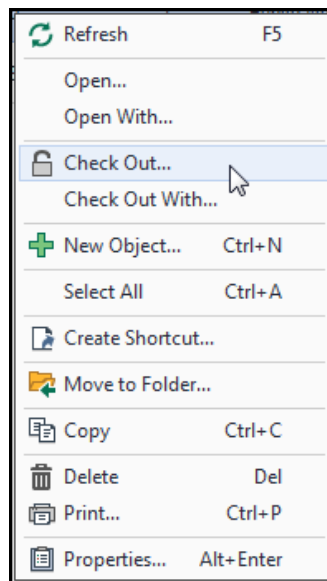 Refresh F5
Open...
Open With...
Check Out...
Check Out With...
New Object... Ctrl+N
Select All Ctrl+A
Create Shortcut...
Move to Folder...
Copy Ctrl+C
Delete Del
Print... Ctrl+P
Properties... Alt+Enter